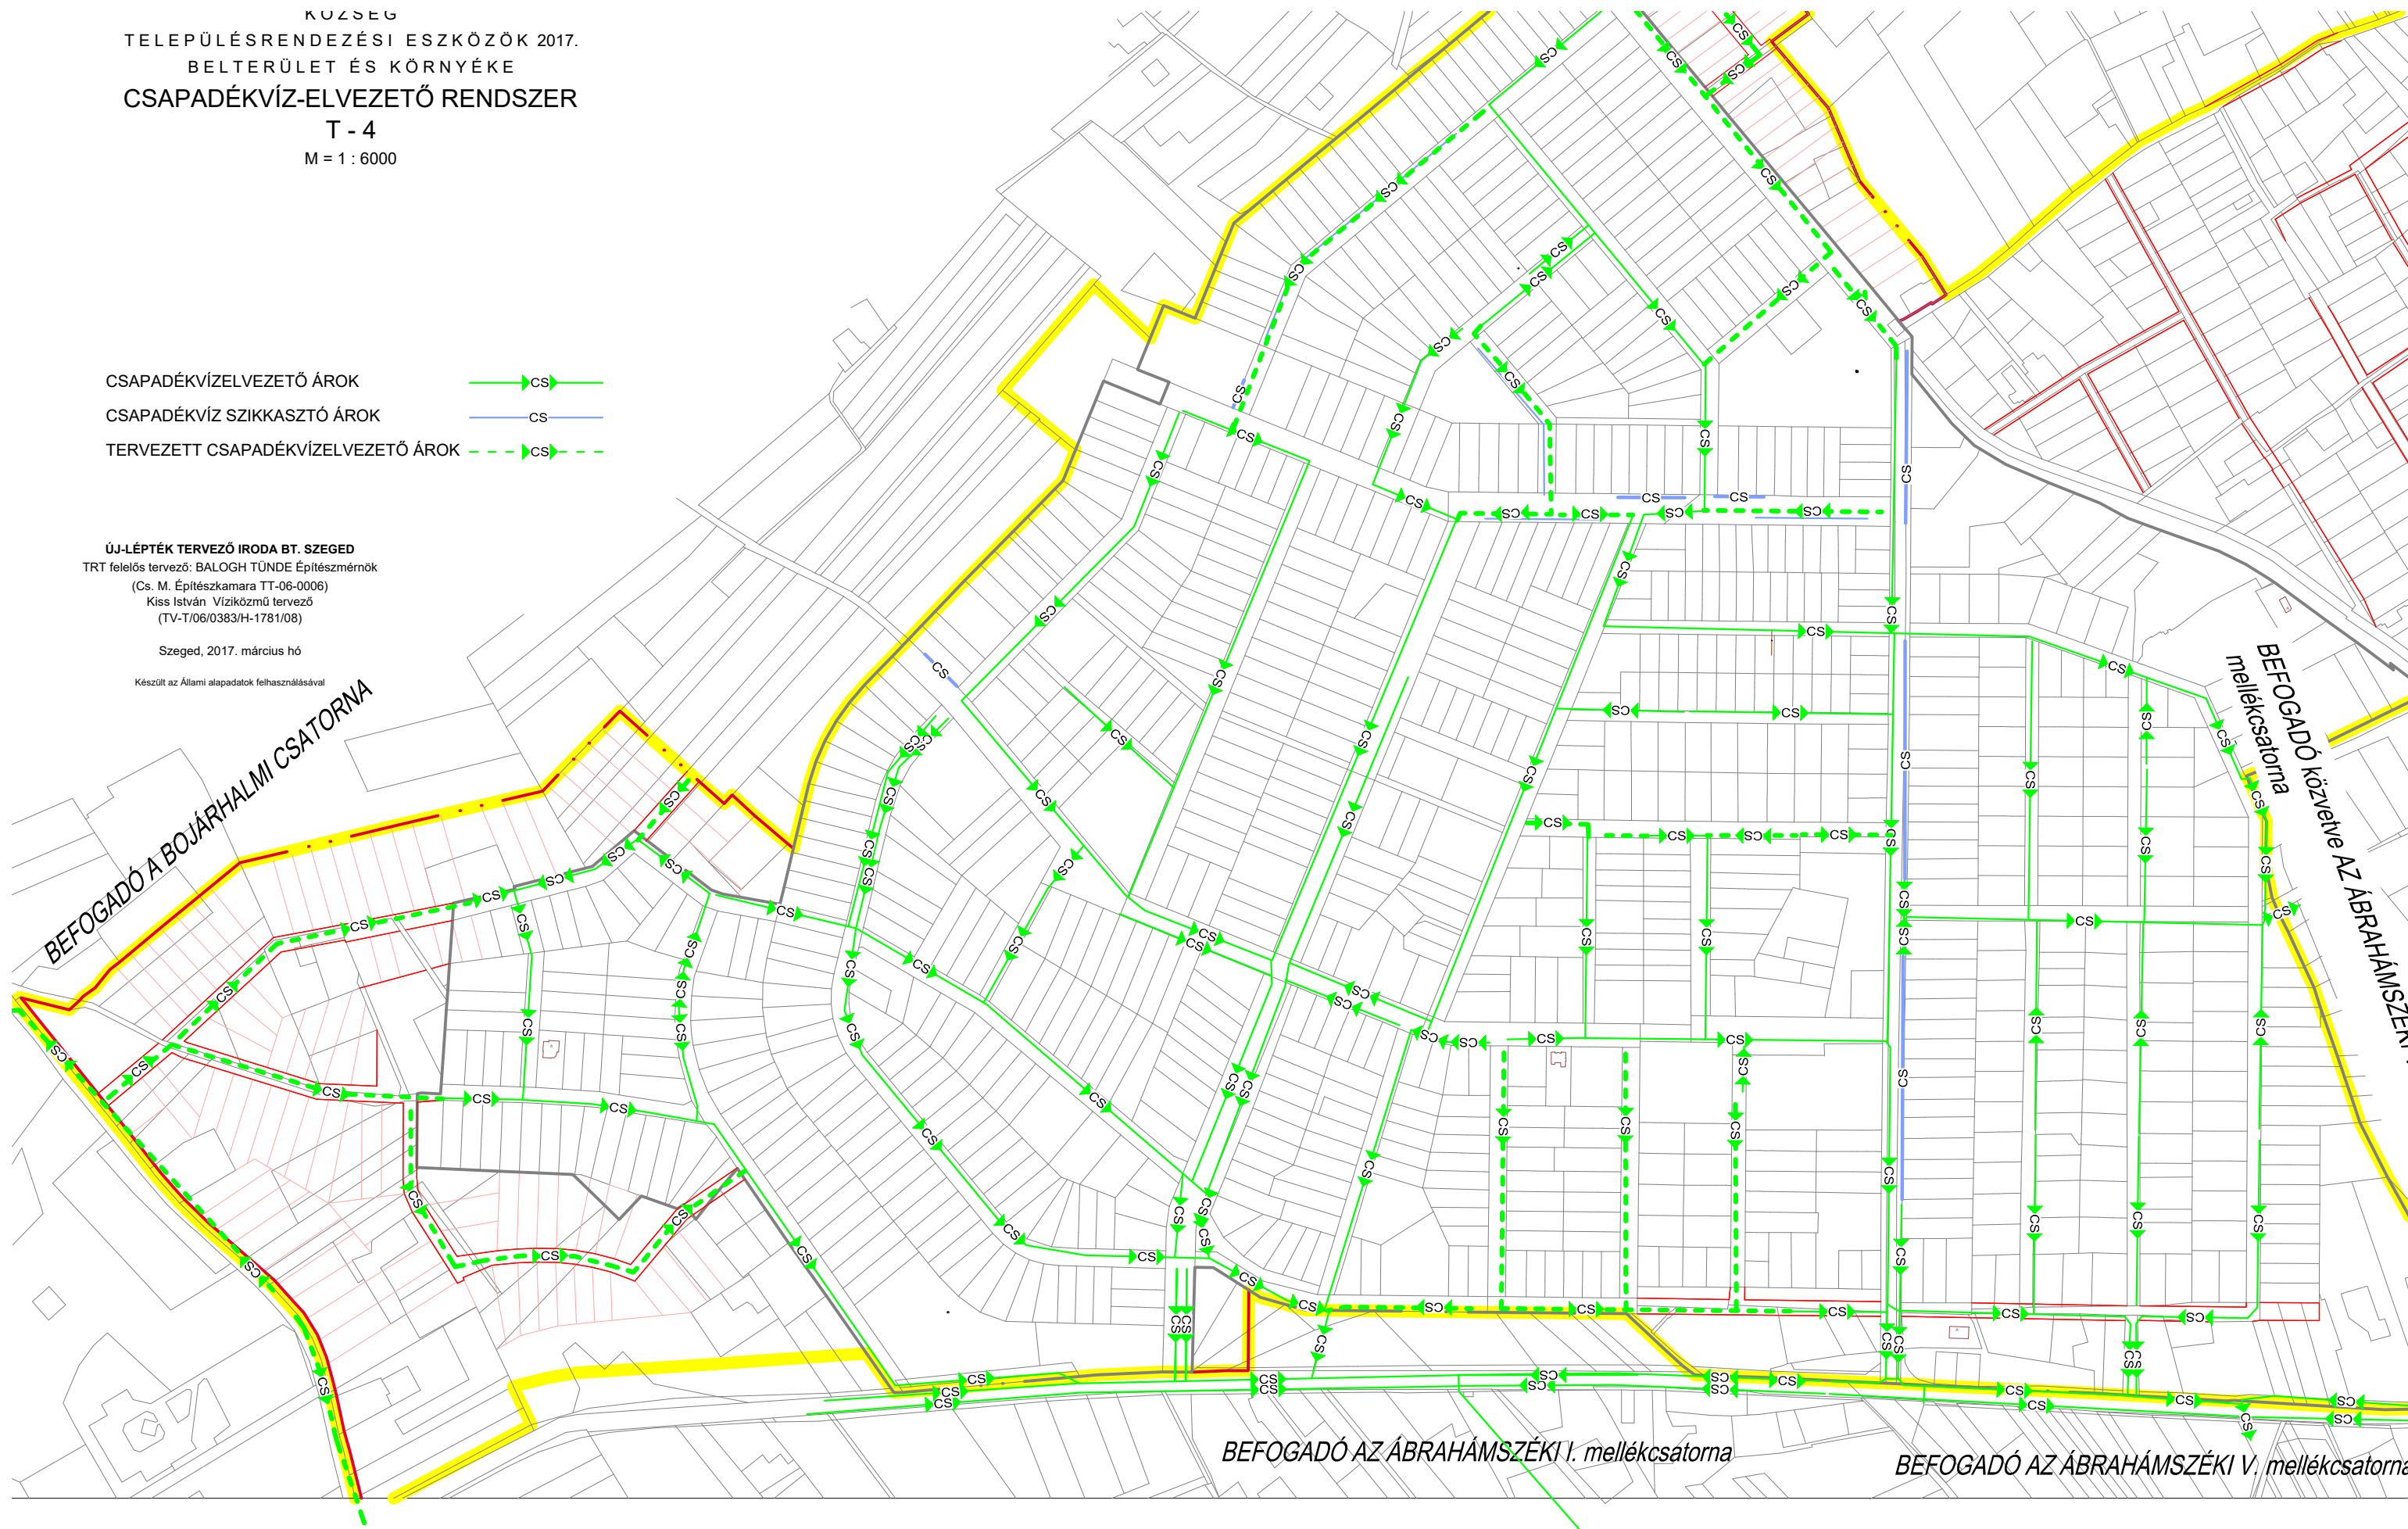 KÖZSÉG
TELEPÜLÉSRENDEZÉSI ESZKÖZÖK 2017.
BELTERÜLET ÉS KÖRNYÉKE
CSAPADÉKVÍZ-ELVEZETŐ RENDSZER
T - 4
M = 1 : 6000
CSAPADÉKVÍZELVEZETŐ ÁROK CS
CSAPADÉKVÍZ SZIKKASZTÓ ÁROK CS
TERVEZETT CSAPADÉKVÍZELVEZETŐ ÁROK CS
ÚJ-LÉPTÉK TERVEZŐ IRODA BT. SZEGED
TRT felelős tervező: BALOGH TÜNDE Építészmérnök
(Cs. M. Építészkamara TT-06-0006)
Kiss István Víziközmű tervező
(TV-T/06/0383/H-1781/08)
Szeged, 2017. március hó
Készült az Állami alapadatok felhasználásával
BEFOGADÓ A BOJÁRHALMI CSATORNA
BEFOGADÓ közvetve AZ ÁBRAHÁMSZÉKI
mellékcsatorna
BEFOGADÓ AZ ÁBRAHÁMSZÉKI I. mellékcsatorna
BEFOGADÓ AZ ÁBRAHÁMSZÉKI V. mellékcsatorna